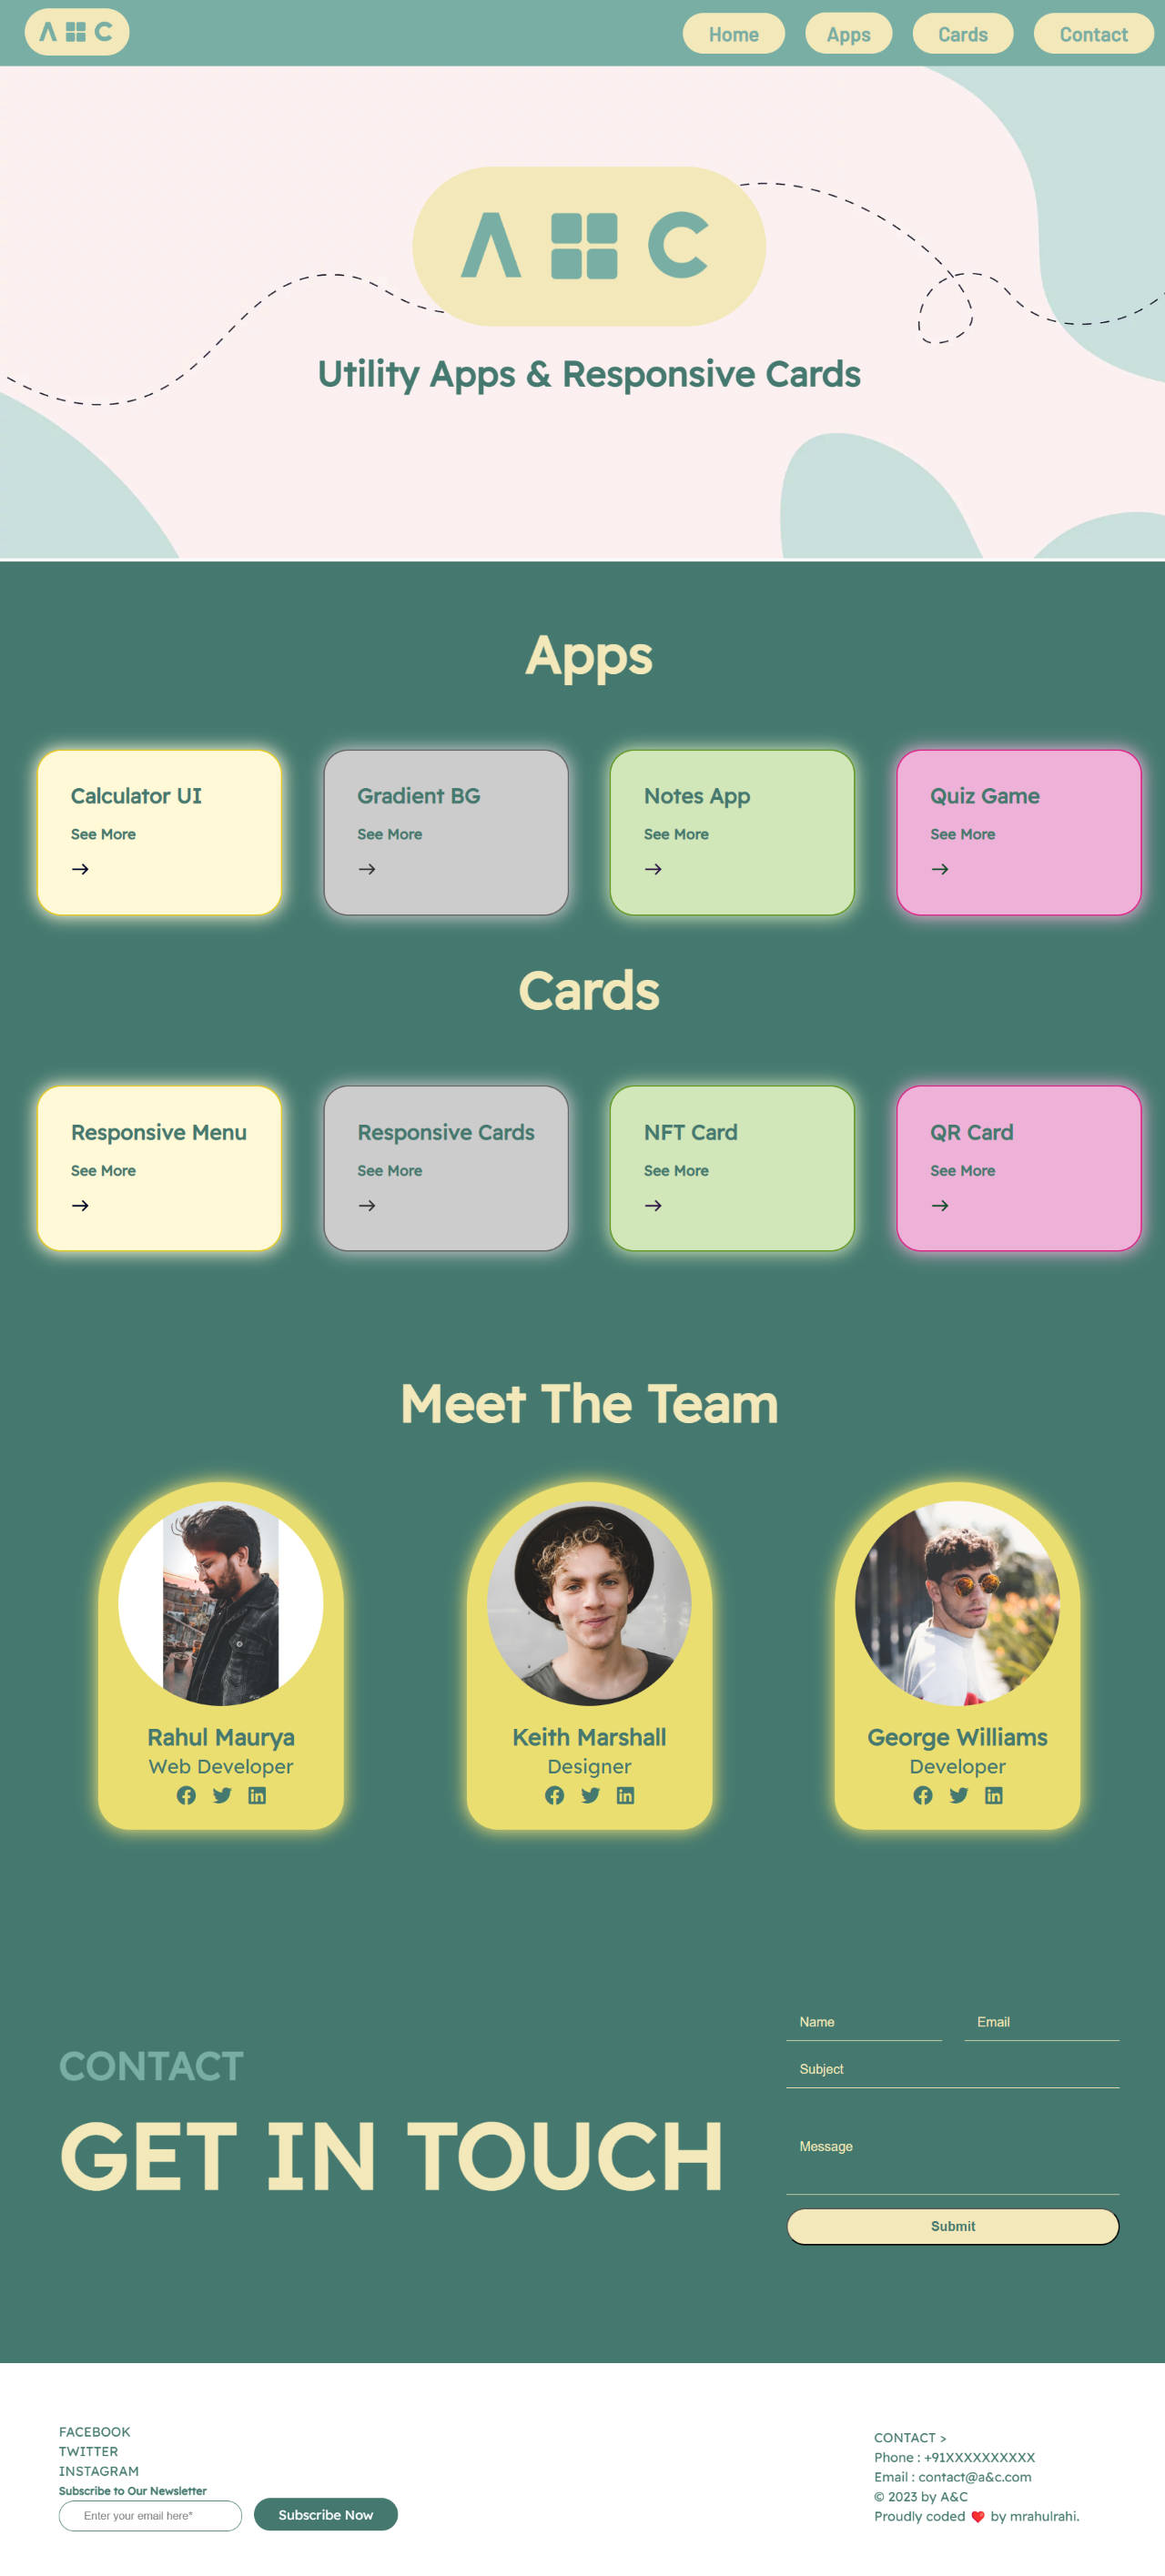 A C
Home
Apps
Cards
Contact
A C
Utility Apps & Responsive Cards
Apps
Calculator UI
See More
Gradient BG
See More
Notes App
See More
Quiz Game
See More
Cards
Responsive Menu
See More
Responsive Cards
See More
NFT Card
See More
QR Card
See More
Meet The Team
Rahul Maurya
Web Developer
Keith Marshall
Designer
George Williams
Developer
CONTACT
GET IN TOUCH
Name
Email
Subject
Message
Submit
FACEBOOK
TWITTER
INSTAGRAM
Subscribe to Our Newsletter
Enter your email here*
Subscribe Now
CONTACT >
Phone : +91XXXXXXXXXX
Email : contact@a&c.com
© 2023 by A&C
Proudly coded ❤️ by mrahulrahi.